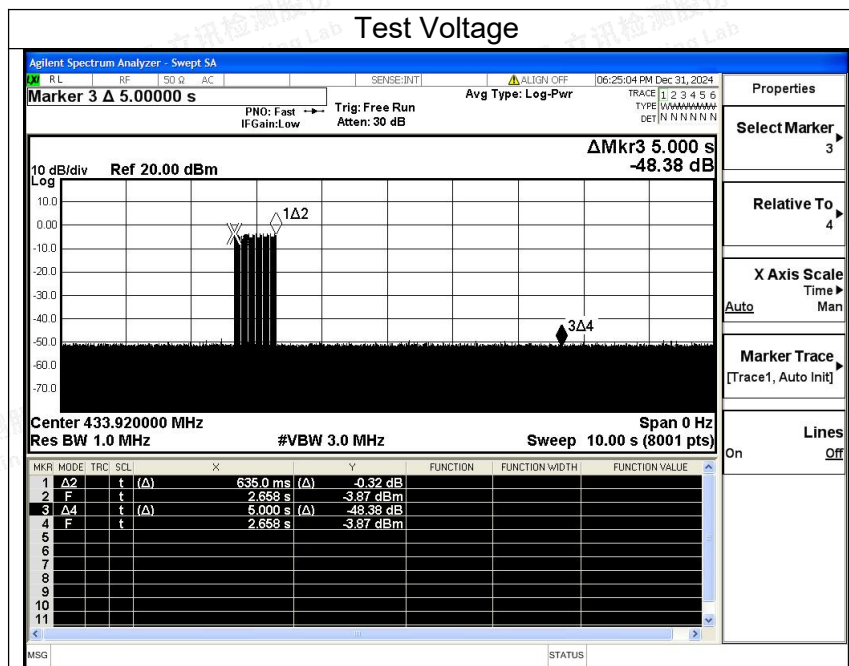 Test Voltage
Agilent Spectrum Analyzer - Swept SA
LXI RL RF 50 Ω AC SENSE:INT ALIGN OFF 06:25:04 PM Dec 31, 2024
Marker 3 Δ 5.00000 s
PNO: Fast
IFGain:Low
Trig: Free Run
Atten: 30 dB
Avg Type: Log-Pwr
TRACE 1 2 3 4 5 6
TYPE WWWWWW
DET N N N N N N
ΔMkr3 5.000 s
-48.38 dB
10 dB/div Ref 20.00 dBm
Log
10.0
0.00
-10.0
-20.0
-30.0
-40.0
-50.0
-60.0
-70.0
1Δ2
3Δ4
Center 433.920000 MHz Span 0 Hz
Res BW 1.0 MHz #VBW 3.0 MHz Sweep 10.00 s (8001 pts)
MKR MODE TRC SCL X Y FUNCTION FUNCTION WIDTH FUNCTION VALUE
1 Δ2 t (Δ) 635.0 ms (Δ) -0.32 dB
2 F t 2.658 s -3.87 dBm
3 Δ4 t (Δ) 5.000 s (Δ) -48.38 dB
4 F t 2.658 s -3.87 dBm
5
6
7
8
9
10
11
MSG STATUS
Properties
Select Marker
3
Relative To
4
X Axis Scale
Time
Auto Man
Marker Trace
[Trace1, Auto Init]
Lines
On Off